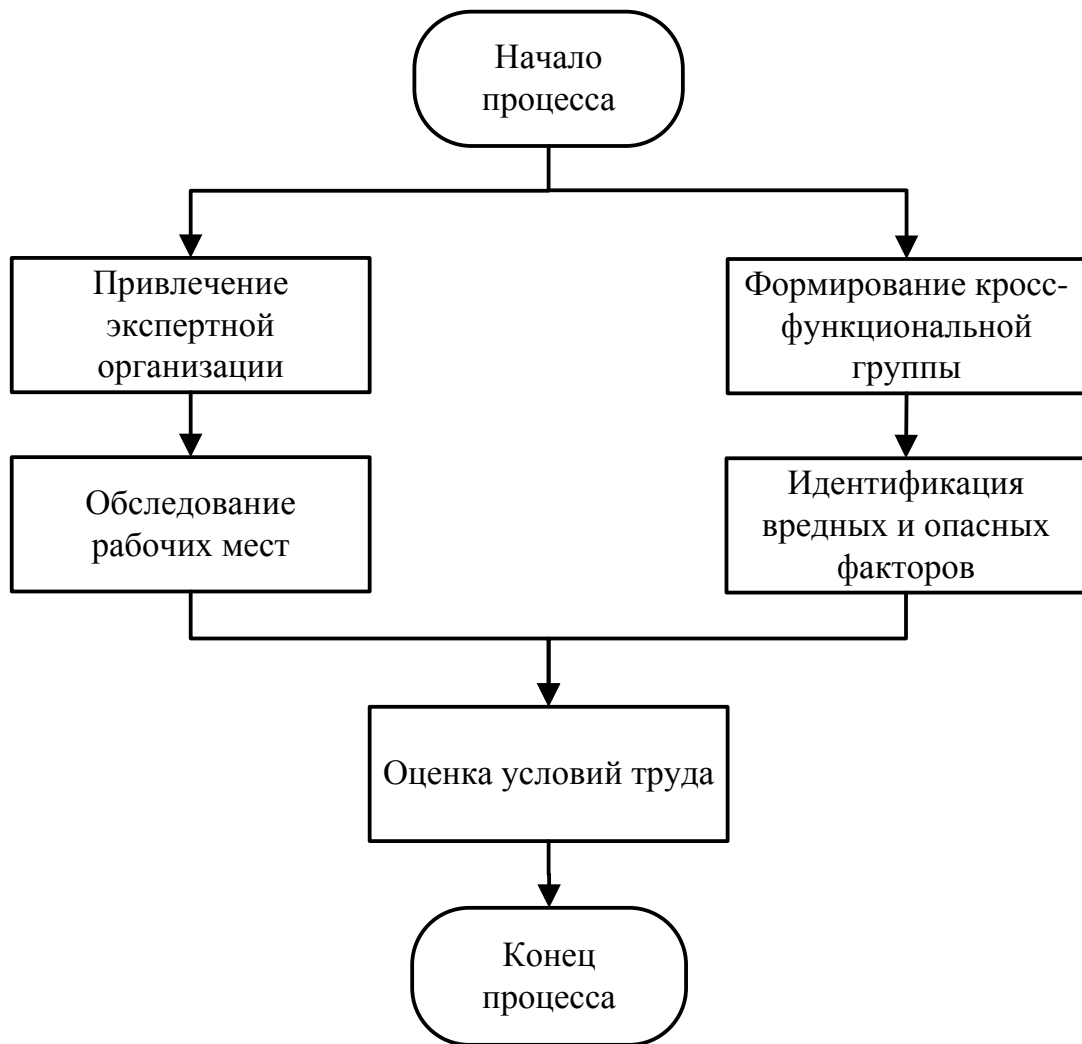 Начало
процесса
Привлечение
экспертной
организации
Формирование кросс-
функциональной
группы
Обследование
рабочих мест
Идентификация
вредных и опасных
факторов
Оценка условий труда
Конец
процесса